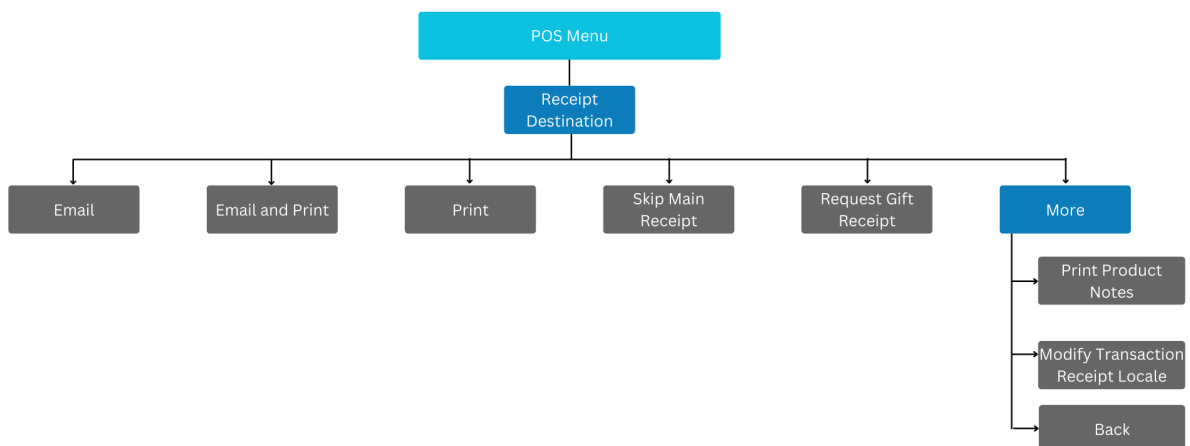 POS Menu
Receipt
Destination
Email
Email and Print
Print
Skip Main
Receipt
Request Gift
Receipt
More
Print Product
Notes
Modify Transaction
Receipt Locale
Back